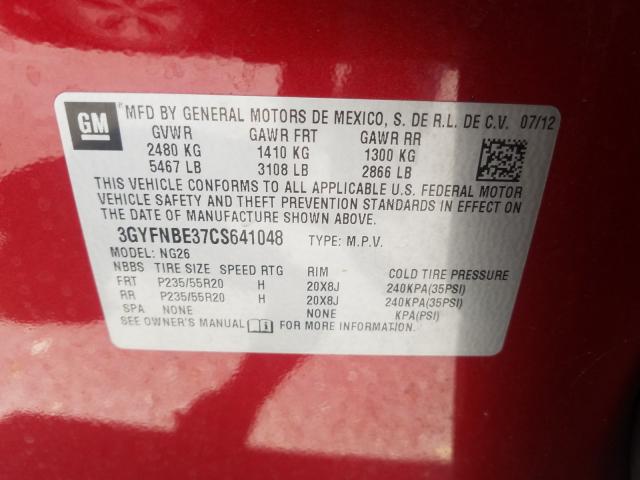 GM MFD BY GENERAL MOTORS DE MEXICO, S. DE R.L. DE C.V. 07/12
GVWR GAWR FRT GAWR RR
2480 KG 1410 KG 1300 KG
5467 LB 3108 LB 2866 LB
THIS VEHICLE CONFORMS TO ALL APPLICABLE U.S. FEDERAL MOTOR
VEHICLE SAFETY AND THEFT PREVENTION STANDARDS IN EFFECT ON
THE DATE OF MANUFACTURE SHOWN ABOVE.
3GYFNBE37CS641048 TYPE: M.P.V.
MODEL: NG26
NBBS TIRE SIZE SPEED RTG RIM COLD TIRE PRESSURE
FRT P235/55R20 H 20X8J 240KPA(35PSI)
RR P235/55R20 H 20X8J 240KPA(35PSI)
SPA NONE NONE KPA(PSI)
SEE OWNER'S MANUAL FOR MORE INFORMATION.